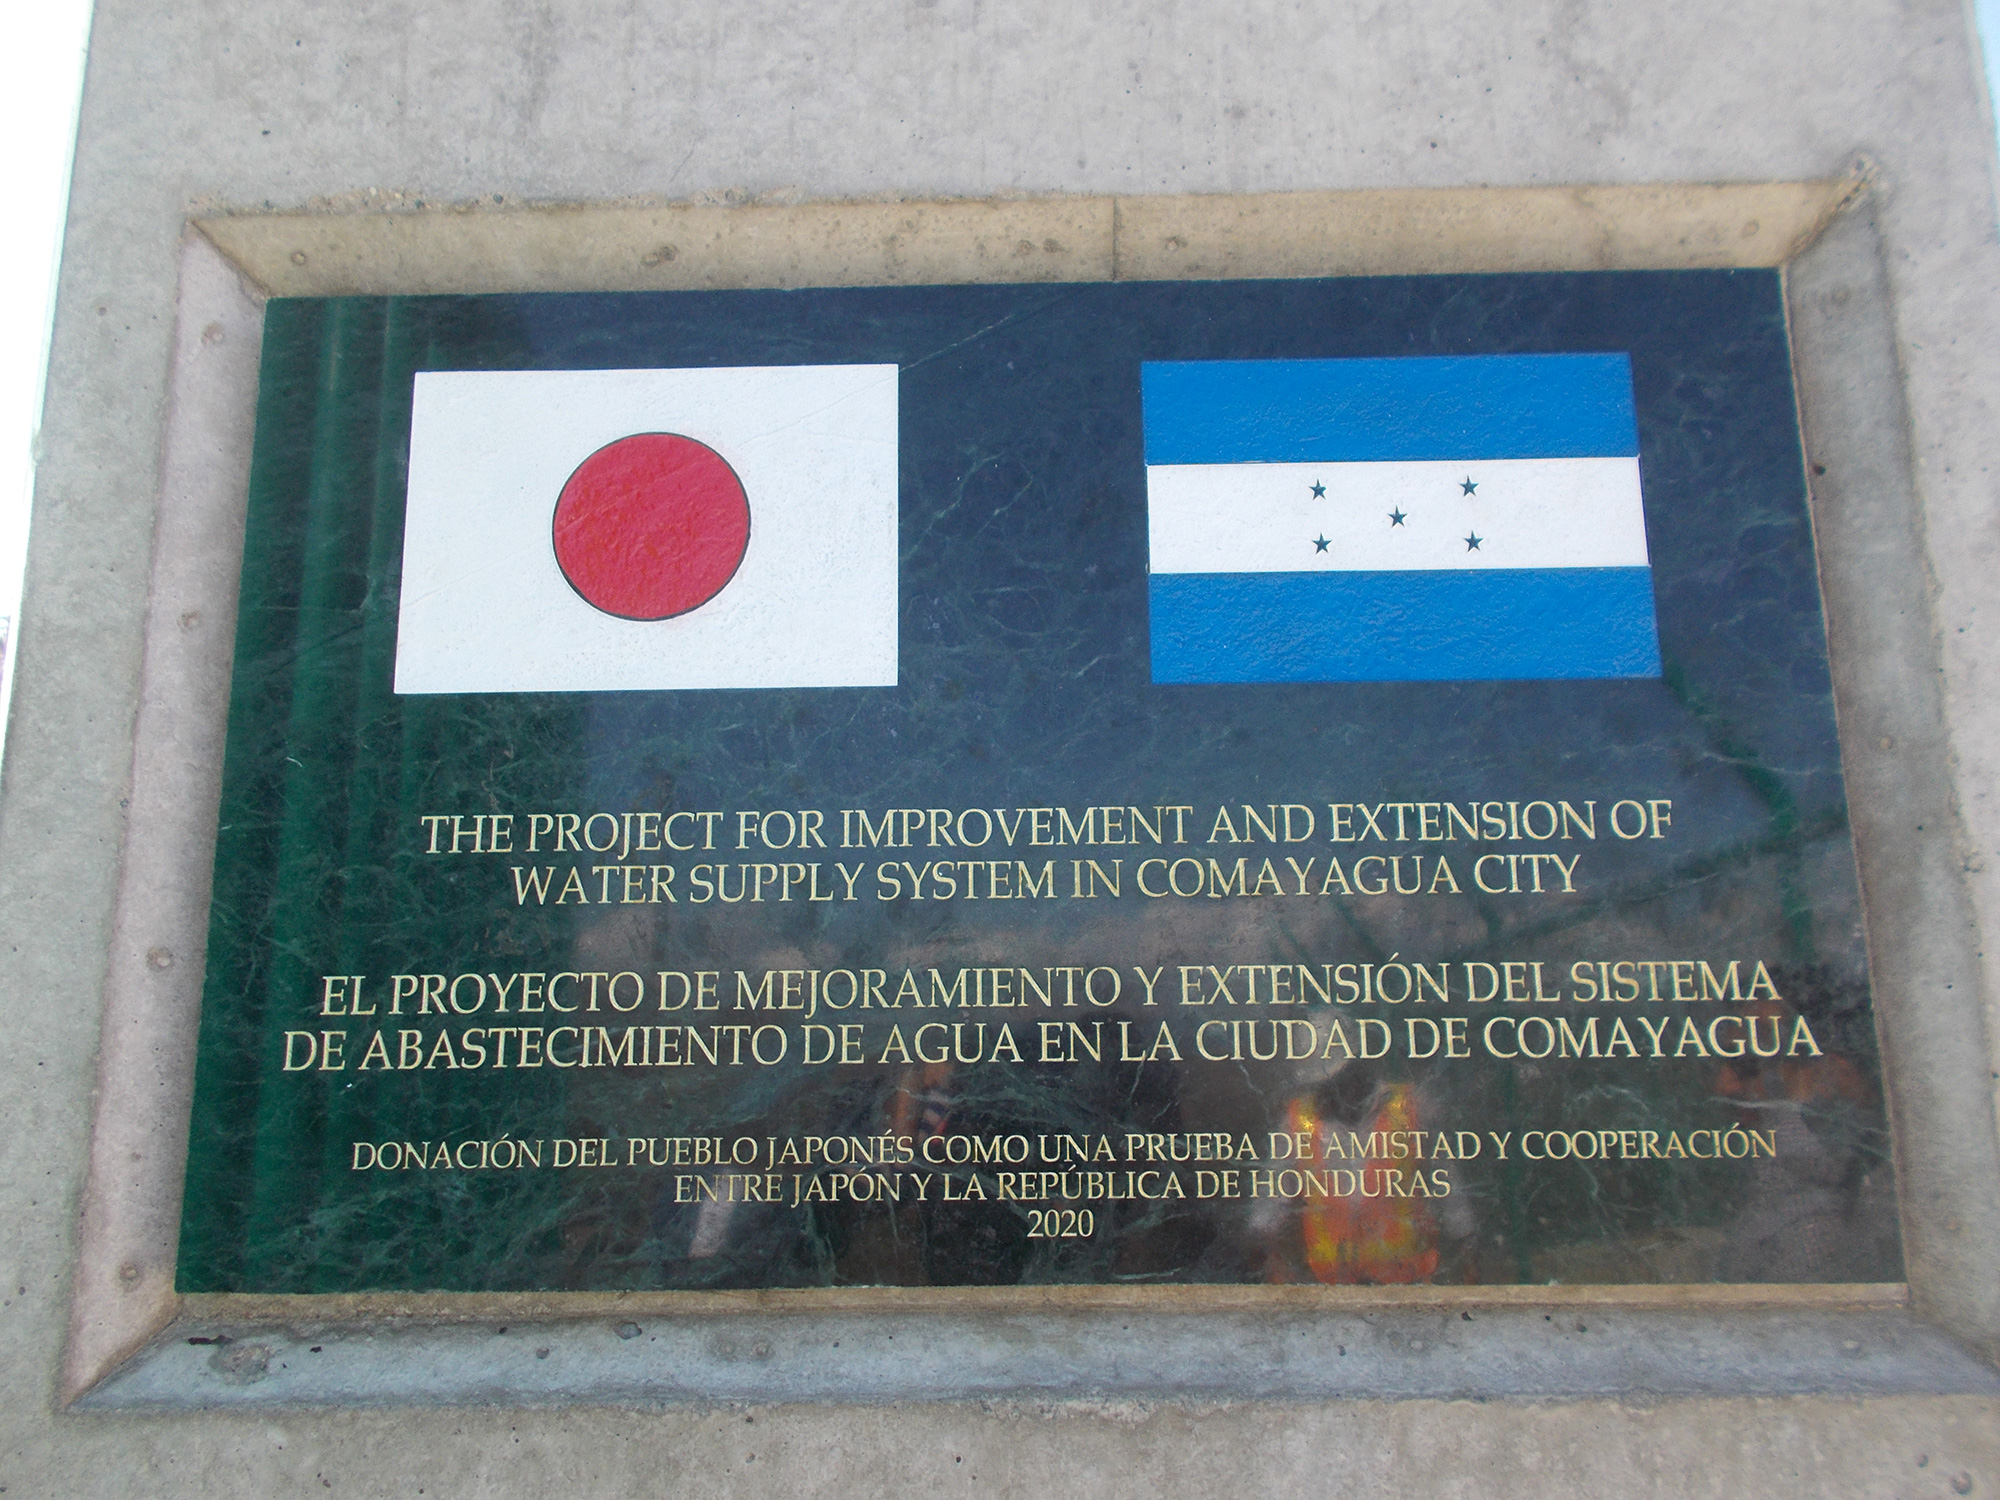 THE PROJECT FOR IMPROVEMENT AND EXTENSION OF
WATER SUPPLY SYSTEM IN COMAYAGUA CITY
EL PROYECTO DE MEJORAMIENTO Y EXTENSIÓN DEL SISTEMA
DE ABASTECIMIENTO DE AGUA EN LA CIUDAD DE COMAYAGUA
DONACIÓN DEL PUEBLO JAPONÉS COMO UNA PRUEBA DE AMISTAD Y COOPERACIÓN
ENTRE JAPÓN Y LA REPÚBLICA DE HONDURAS
2020